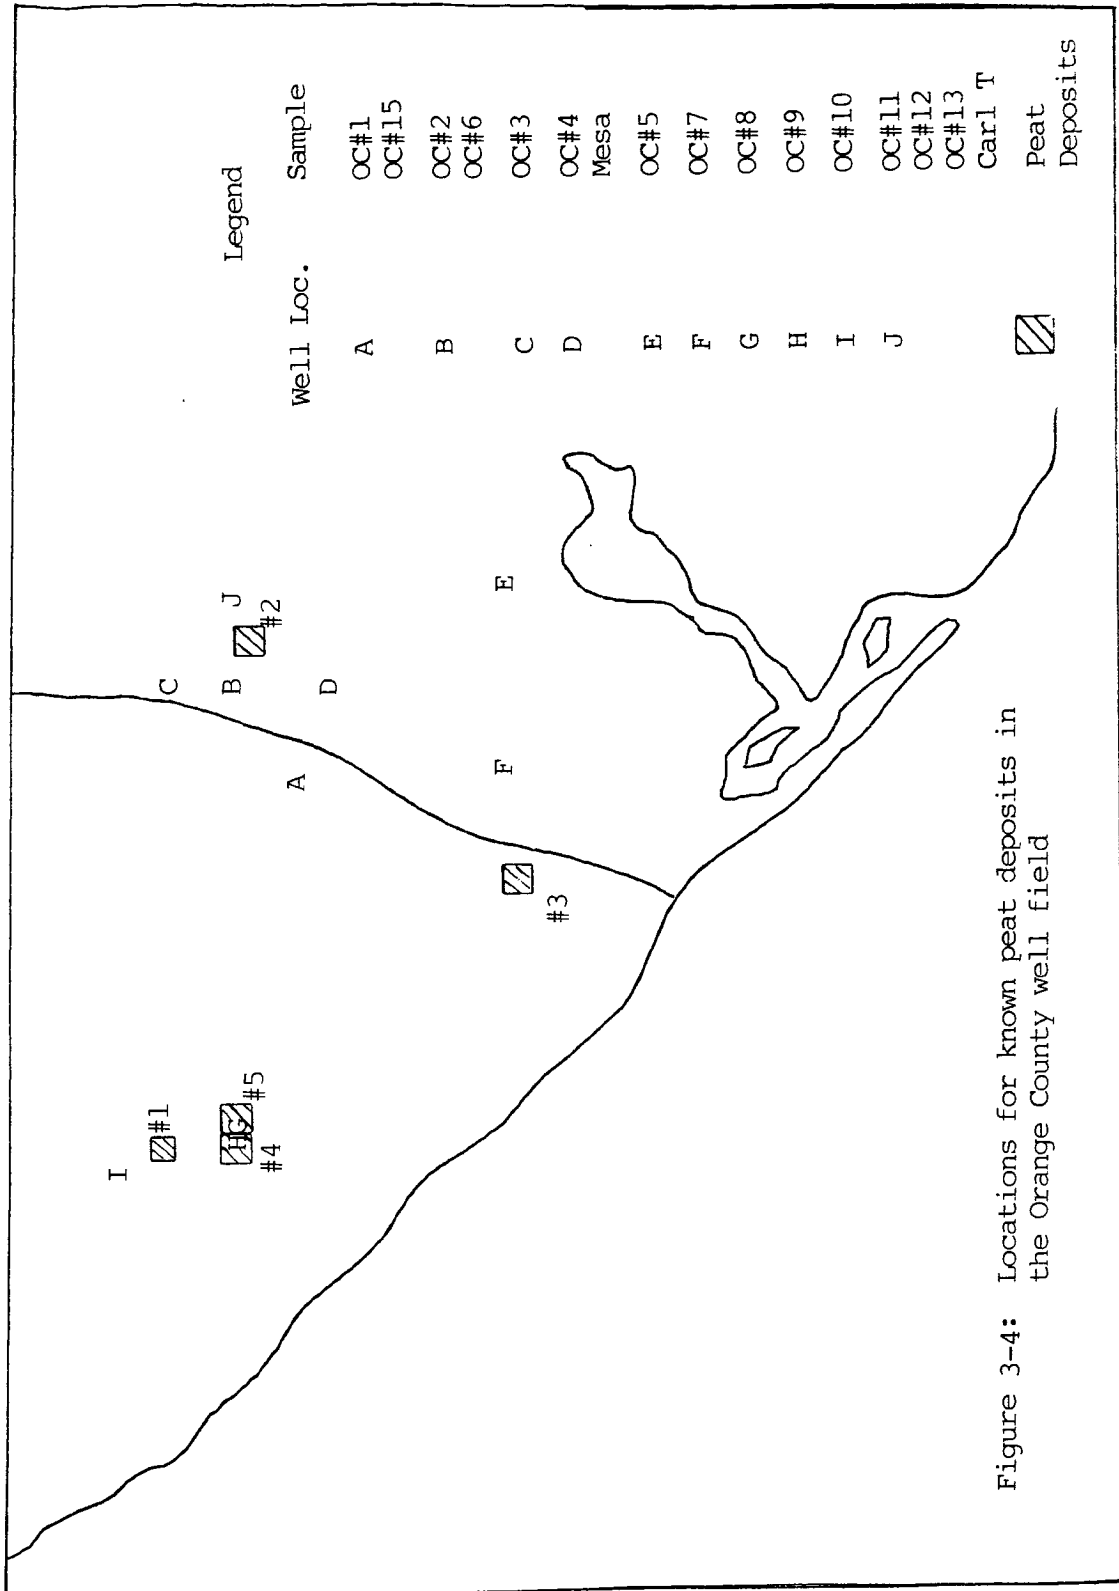 Legend
Well Loc. Sample
A OC#1
OC#15
B OC#2
OC#6
C OC#3
D OC#4
Mesa
E OC#5
F OC#7
G OC#8
H OC#9
I OC#10
J OC#11
OC#12
OC#13
Carl T
Peat
Deposits
I
#1
HG
#5
#4
C
B
J
#2
A
D
F
E
#3
Figure 3-4: Locations for known peat deposits in
the Orange County well field